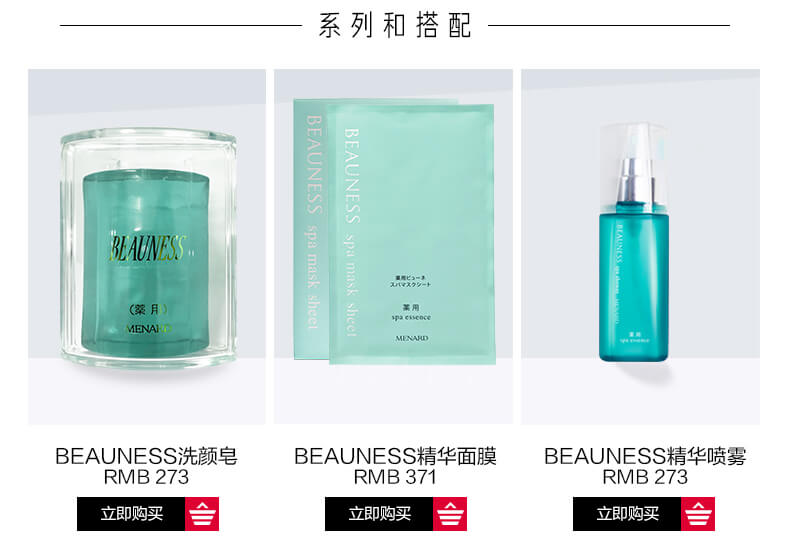 系列和搭配
BEAUNESS
(薬用)
MENARD
BEAUNESS spa mask sheet
BEAUNESS spa mask sheet
薬用ビューネ
スパマスクシート
薬用
spa essence
MENARD
BEAUNESS spa shower MENARD
薬用
spa essence
BEAUNESS洗颜皂
RMB 273
立即购买
BEAUNESS精华面膜
RMB 371
立即购买
BEAUNESS精华喷雾
RMB 273
立即购买